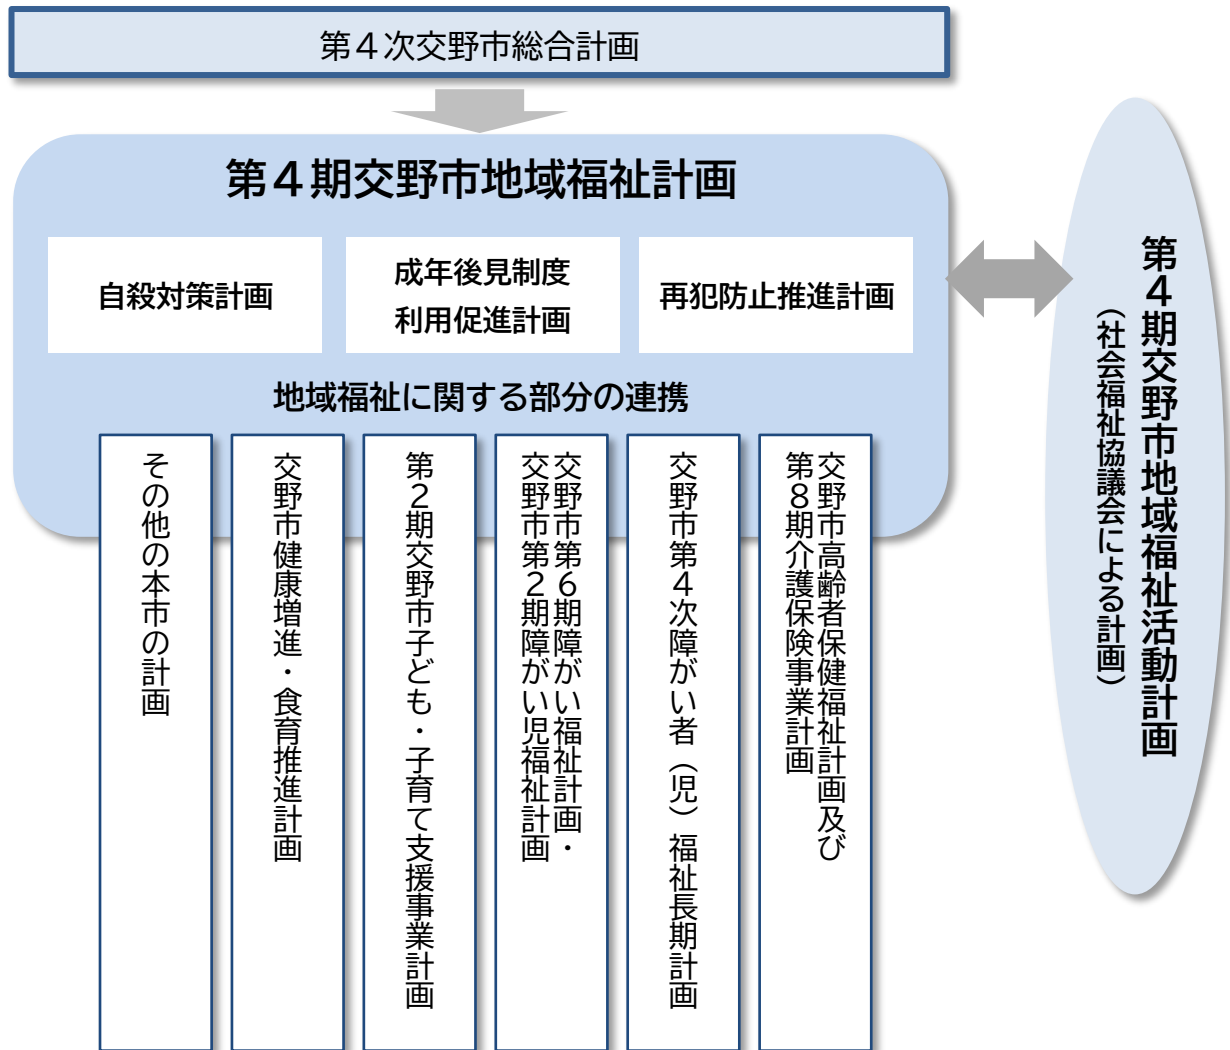 第４次交野市総合計画
第４期交野市地域福祉計画
自殺対策計画
成年後見制度
利用促進計画
再犯防止推進計画
地域福祉に関する部分の連携
交野市高齢者保健福祉計画及び
第８期介護保険事業計画
交野市第４次障がい者（児）福祉長期計画
交野市第６期障がい福祉計画・
交野市第２期障がい児福祉計画
第２期交野市子ども・子育て支援事業計画
交野市健康増進・食育推進計画
その他の本市の計画
第４期交野市地域福祉活動計画
（社会福祉協議会による計画）